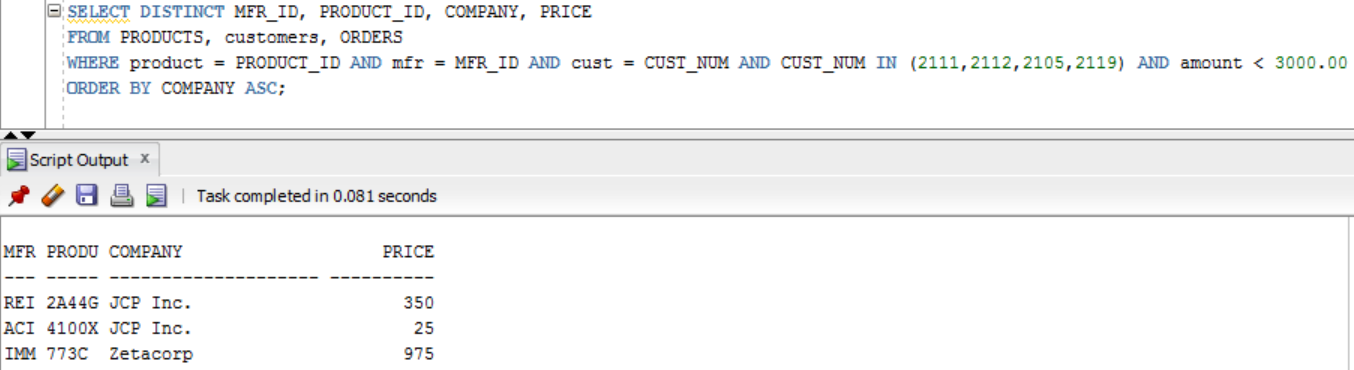 SELECT DISTINCT MFR_ID, PRODUCT_ID, COMPANY, PRICE
FROM PRODUCTS, customers, ORDERS
WHERE product = PRODUCT_ID AND mfr = MFR_ID AND cust = CUST_NUM AND CUST_NUM IN (2111,2112,2105,2119) AND amount < 3000.00
ORDER BY COMPANY ASC;
Script Output x
Task completed in 0.081 seconds
MFR PRODU COMPANY PRICE
--- ----- -------------------- ----------
REI 2A44G JCP Inc. 350
ACI 4100X JCP Inc. 25
IMM 773C Zetacorp 975